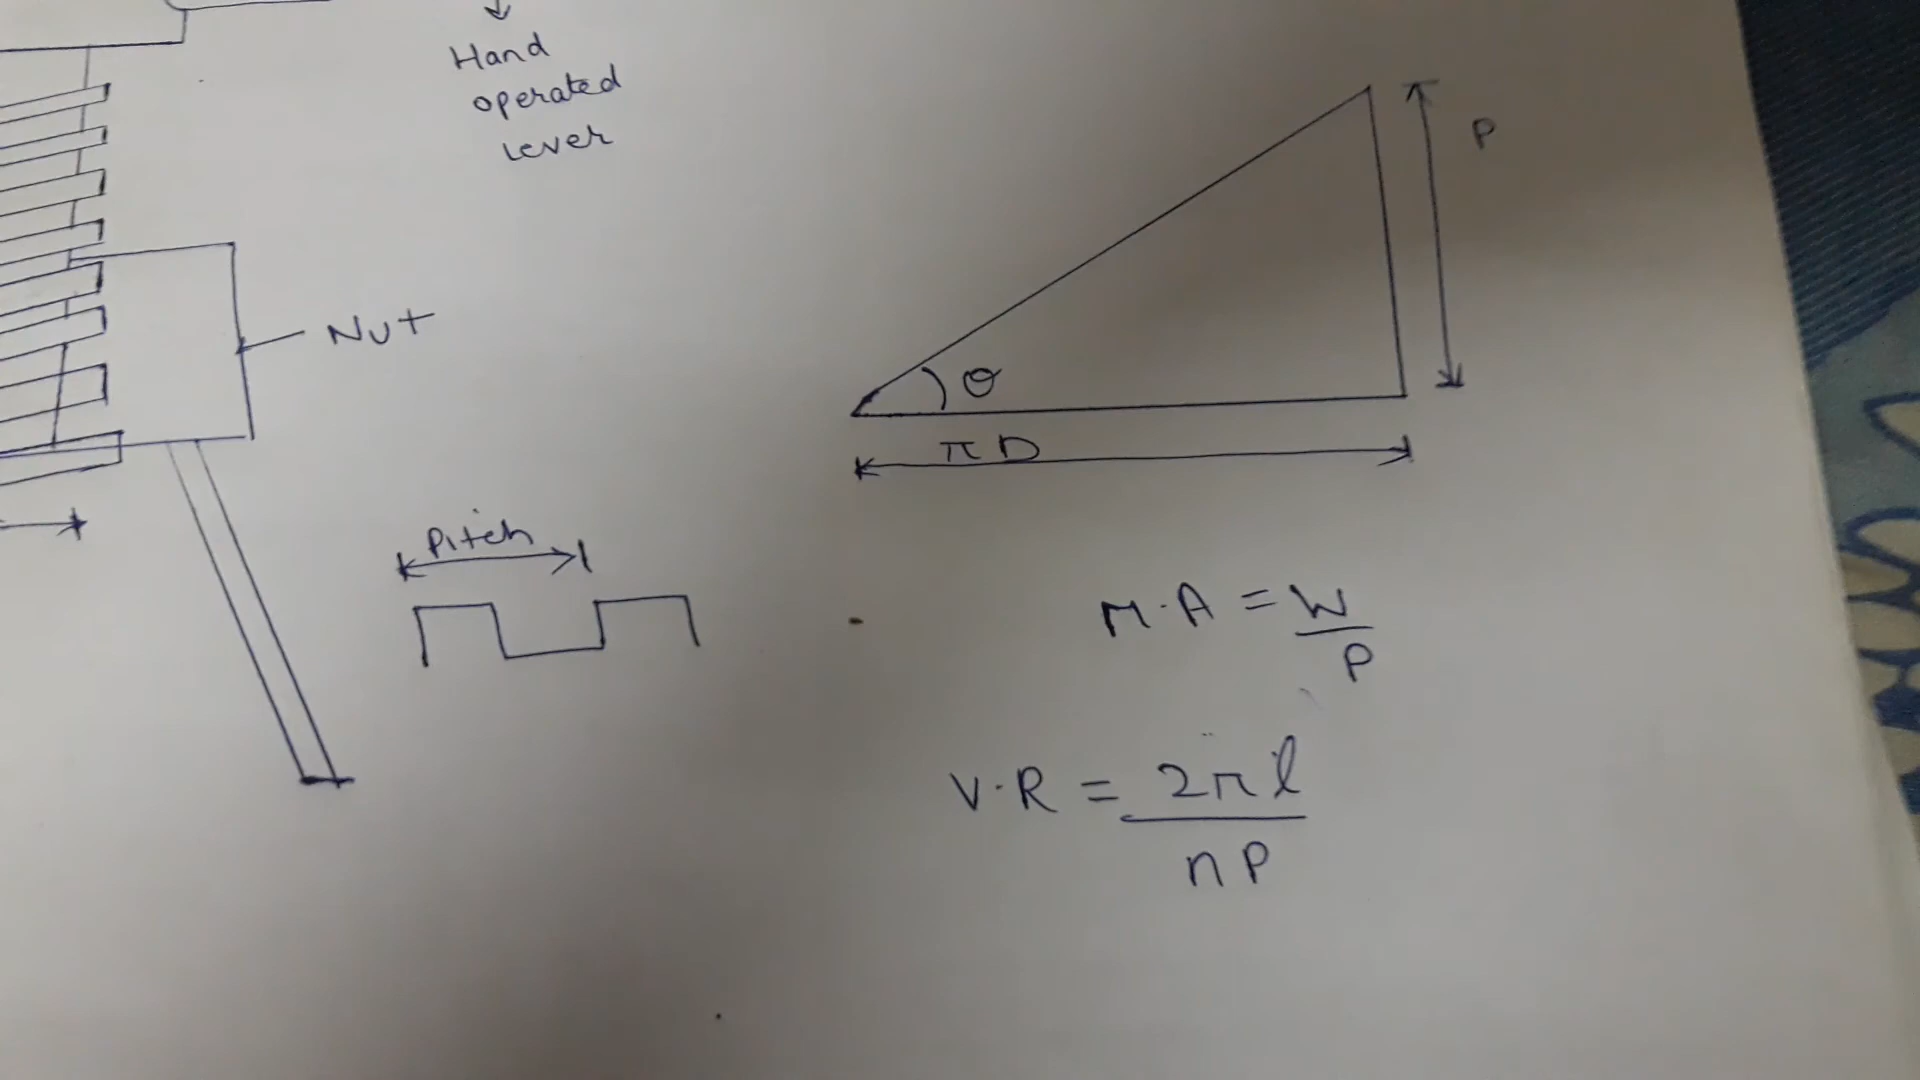 Hand
operated
lever
P
Nut
θ
πD
Pitch
M.A = W
P
V.R = 2πl
nP